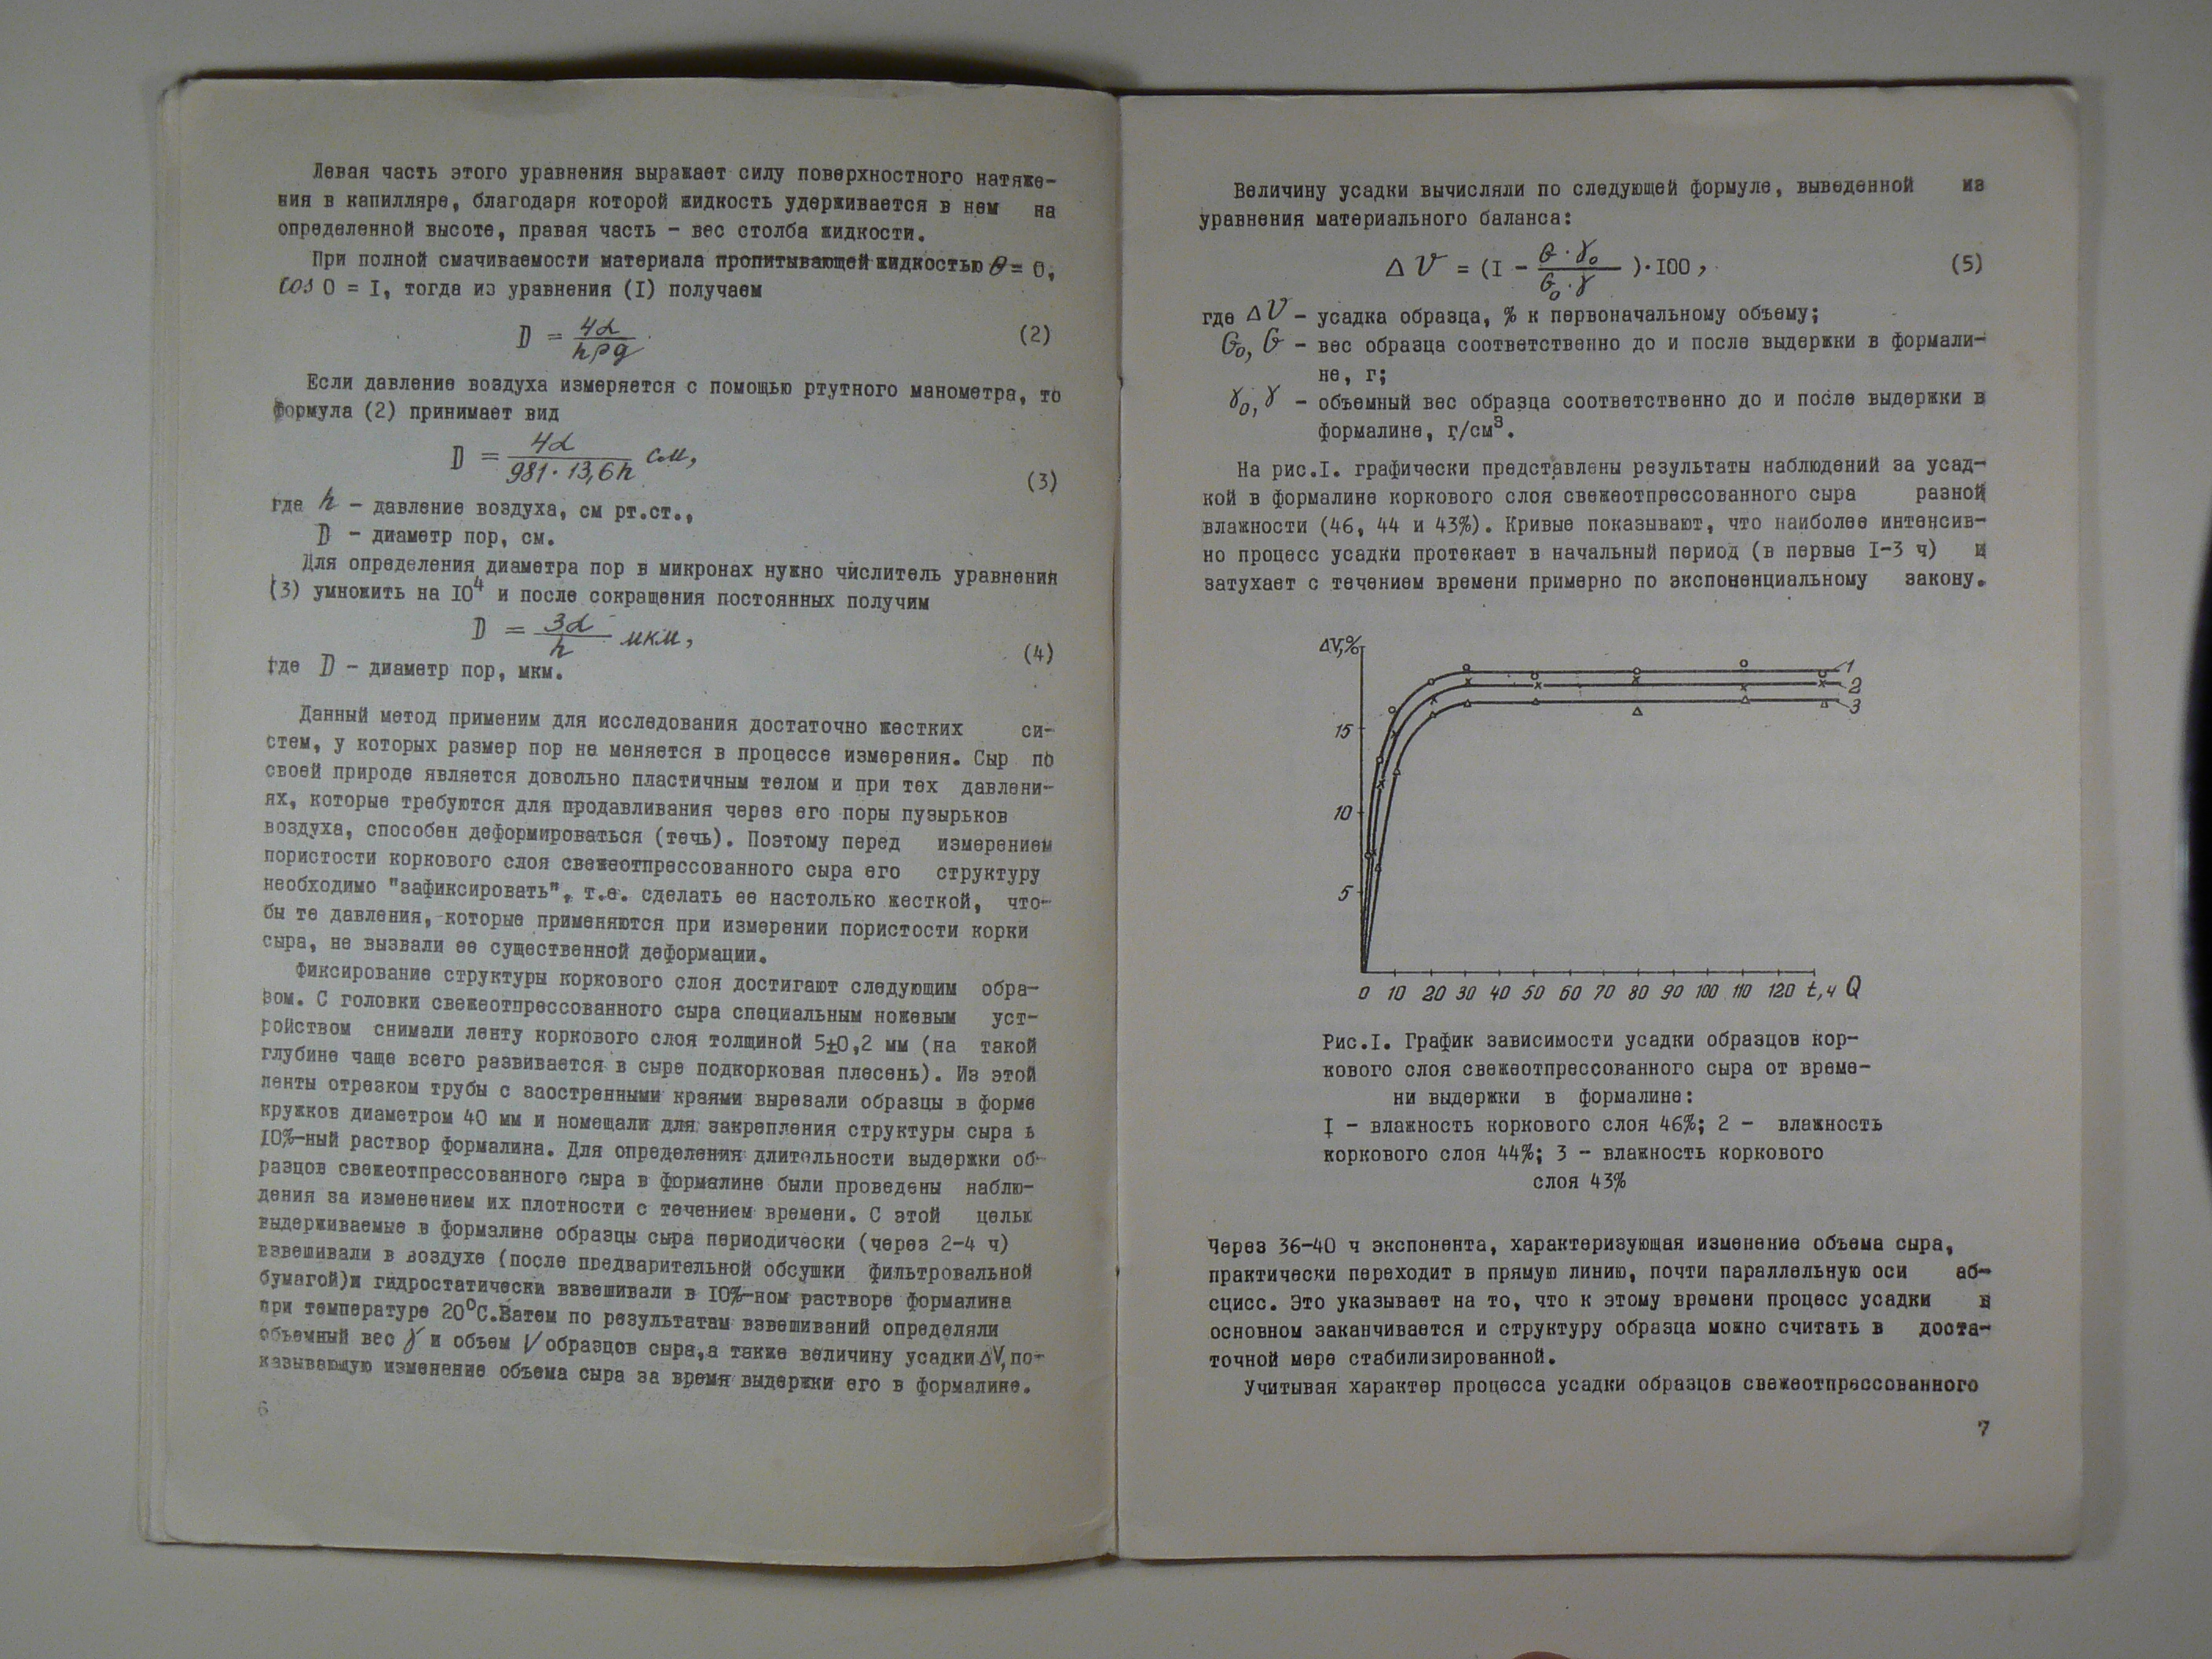 Левая часть этого уравнения выражает силу поверхностного натяже-
ния в капилляре, благодаря которой жидкость удерживается в нем на
определенной высоте, правая часть - вес столба жидкости.
При полной смачиваемости материала пропитывающей жидкостью θ = 0,
cos 0 = I, тогда из уравнения (I) получаем
D = 4α / hρg (2)
Если давление воздуха измеряется с помощью ртутного манометра, то
формула (2) принимает вид
D = 4α / 981·13,6h см, (3)
где h - давление воздуха, см рт.ст.,
D - диаметр пор, см.
Для определения диаметра пор в микронах нужно числитель уравнения
(3) умножить на 10⁴ и после сокращения постоянных получим
D = 3α / h мкм, (4)
где D - диаметр пор, мкм.
Данный метод применим для исследования достаточно жестких си-
стем, у которых размер пор не меняется в процессе измерения. Сыр по
своей природе является довольно пластичным телом и при тех давлени-
ях, которые требуются для продавливания через его поры пузырьков
воздуха, способен деформироваться (течь). Поэтому перед измерением
пористости коркового слоя свежеотпрессованного сыра его структуру
необходимо "зафиксировать", т.е. сделать ее настолько жесткой, что-
бы те давления, которые применяются при измерении пористости корки
сыра, не вызвали ее существенной деформации.
Фиксирование структуры коркового слоя достигают следующим обра-
зом. С головки свежеотпрессованного сыра специальным ножевым уст-
ройством снимали ленту коркового слоя толщиной 5±0,2 мм (на такой
глубине чаще всего развивается в сыре подкорковая плесень). Из этой
ленты отрезком трубы с заостренными краями вырезали образцы в форме
кружков диаметром 40 мм и помещали для закрепления структуры сыра в
10%-ный раствор формалина. Для определения длительности выдержки об-
разцов свежеотпрессованного сыра в формалине были проведены наблю-
дения за изменением их плотности с течением времени. С этой целью
выдерживаемые в формалине образцы сыра периодически (через 2-4 ч)
взвешивали в воздухе (после предварительной обсушки фильтровальной
бумагой) и гидростатически взвешивали в 10%-ном растворе формалина
при температуре 20°С. Затем по результатам взвешиваний определяли
объемный вес γ и объем V образцов сыра, а также величину усадки ΔV, по-
казывающую изменение объема сыра за время выдержки его в формалине.
6
Величину усадки вычисляли по следующей формуле, выведенной из
уравнения материального баланса:
ΔV = (I - G·γ₀ / G₀·γ)·100, (5)
где ΔV - усадка образца, % к первоначальному объему;
G₀, G - вес образца соответственно до и после выдержки в формали-
не, г;
γ₀, γ - объемный вес образца соответственно до и после выдержки в
формалине, г/см³.
На рис.I. графически представлены результаты наблюдений за усад-
кой в формалине коркового слоя свежеотпрессованного сыра разной
влажности (46, 44 и 43%). Кривые показывают, что наиболее интенсив-
но процесс усадки протекает в начальный период (в первые I-3 ч) и
затухает с течением времени примерно по экспоненциальному закону.
ΔV,%
1
2
3
15
10
5
0 10 20 30 40 50 60 70 80 90 100 110 120 t,ч Q
Рис.I. График зависимости усадки образцов кор-
кового слоя свежеотпрессованного сыра от време-
ни выдержки в формалине:
I - влажность коркового слоя 46%; 2 - влажность
коркового слоя 44%; 3 - влажность коркового
слоя 43%
Через 36-40 ч экспонента, характеризующая изменение объема сыра,
практически переходит в прямую линию, почти параллельную оси аб-
сцисс. Это указывает на то, что к этому времени процесс усадки в
основном заканчивается и структуру образца можно считать в доста-
точной мере стабилизированной.
Учитывая характер процесса усадки образцов свежеотпрессованного
7